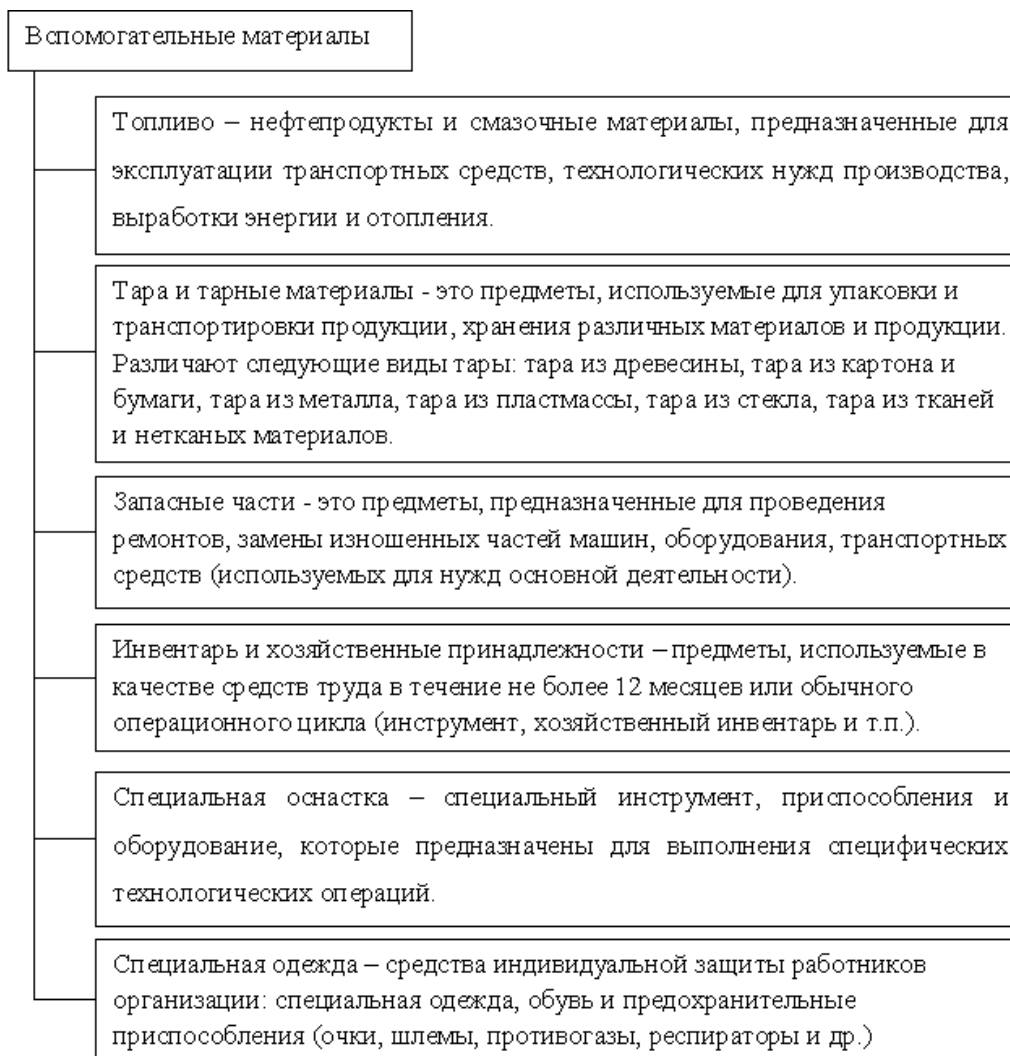 Вспомогательные материалы
Топливо – нефтепродукты и смазочные материалы, предназначенные для
эксплуатации транспортных средств, технологических нужд производства,
выработки энергии и отопления.
Тара и тарные материалы - это предметы, используемые для упаковки и
транспортировки продукции, хранения различных материалов и продукции.
Различают следующие виды тары: тара из древесины, тара из картона и
бумаги, тара из металла, тара из пластмассы, тара из стекла, тара из тканей
и нетканых материалов.
Запасные части - это предметы, предназначенные для проведения
ремонтов, замены изношенных частей машин, оборудования, транспортных
средств (используемых для нужд основной деятельности).
Инвентарь и хозяйственные принадлежности – предметы, используемые в
качестве средств труда в течение не более 12 месяцев или обычного
операционного цикла (инструмент, хозяйственный инвентарь и т.п.).
Специальная оснастка – специальный инструмент, приспособления и
оборудование, которые предназначены для выполнения специфических
технологических операций.
Специальная одежда – средства индивидуальной защиты работников
организации: специальная одежда, обувь и предохранительные
приспособления (очки, шлемы, противогазы, респираторы и др.)